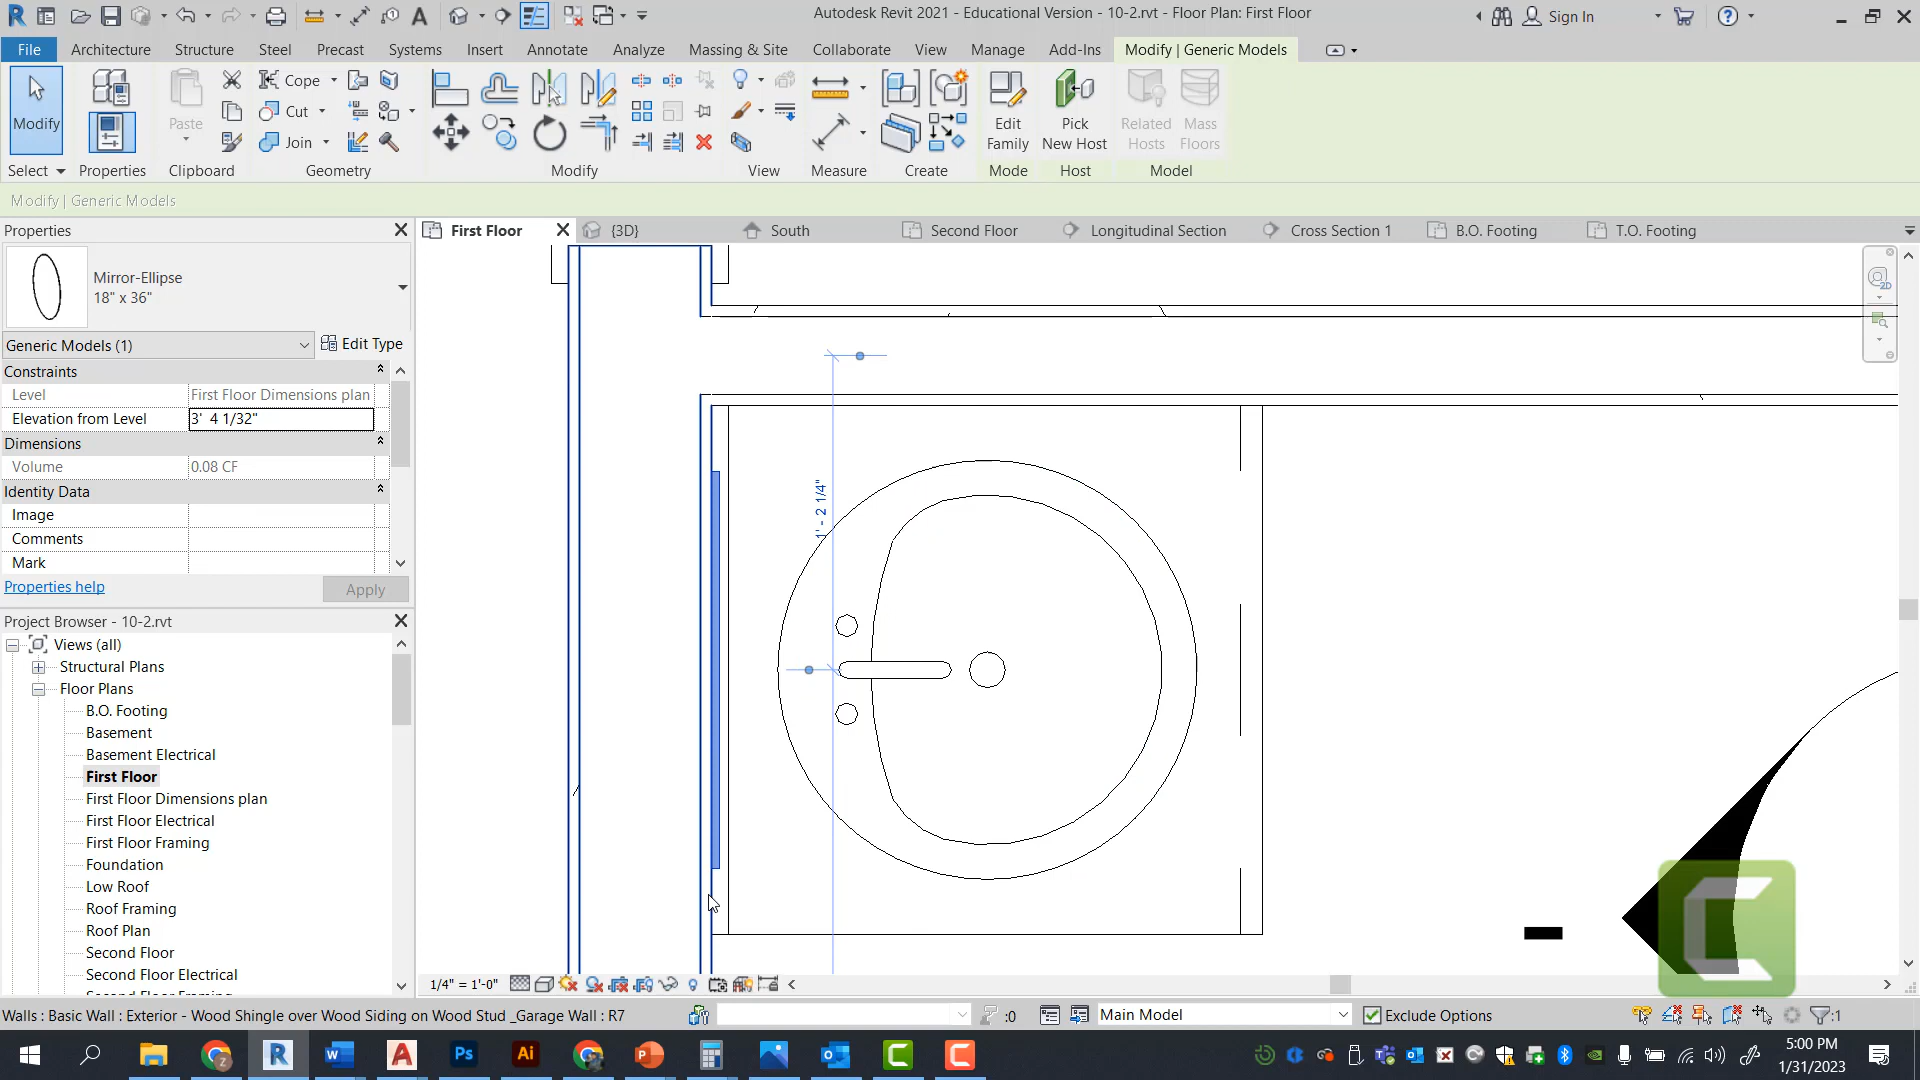 Autodesk Revit 2021 - Educational Version - 10-2.rvt - Floor Plan: First Floor
Sign In
File Architecture Structure Steel Precast Systems Insert Annotate Analyze Massing & Site Collaborate View Manage Add-Ins Modify | Generic Models
Modify
Paste
Cope
Cut
Join
Edit Family
Pick New Host
Related Hosts
Mass Floors
Select Properties Clipboard Geometry Modify View Measure Create Mode Host Model
Modify | Generic Models
Properties
First Floor {3D} South Second Floor Longitudinal Section Cross Section 1 B.O. Footing T.O. Footing
Mirror-Ellipse
18" x 36"
Generic Models (1) Edit Type
Constraints
Level First Floor Dimensions plan
Elevation from Level 3' 4 1/32"
Dimensions
Volume 0.08 CF
Identity Data
Image
Comments
Mark
Properties help Apply
1' - 2 1/4"
2D
Project Browser - 10-2.rvt
Views (all)
Structural Plans
Floor Plans
B.O. Footing
Basement
Basement Electrical
First Floor
First Floor Dimensions plan
First Floor Electrical
First Floor Framing
Foundation
Low Roof
Roof Framing
Roof Plan
Second Floor
Second Floor Electrical
1/4" = 1'-0"
Walls : Basic Wall : Exterior - Wood Shingle over Wood Siding on Wood Stud _Garage Wall : R7 :0 Main Model Exclude Options :1
5:00 PM
1/31/2023